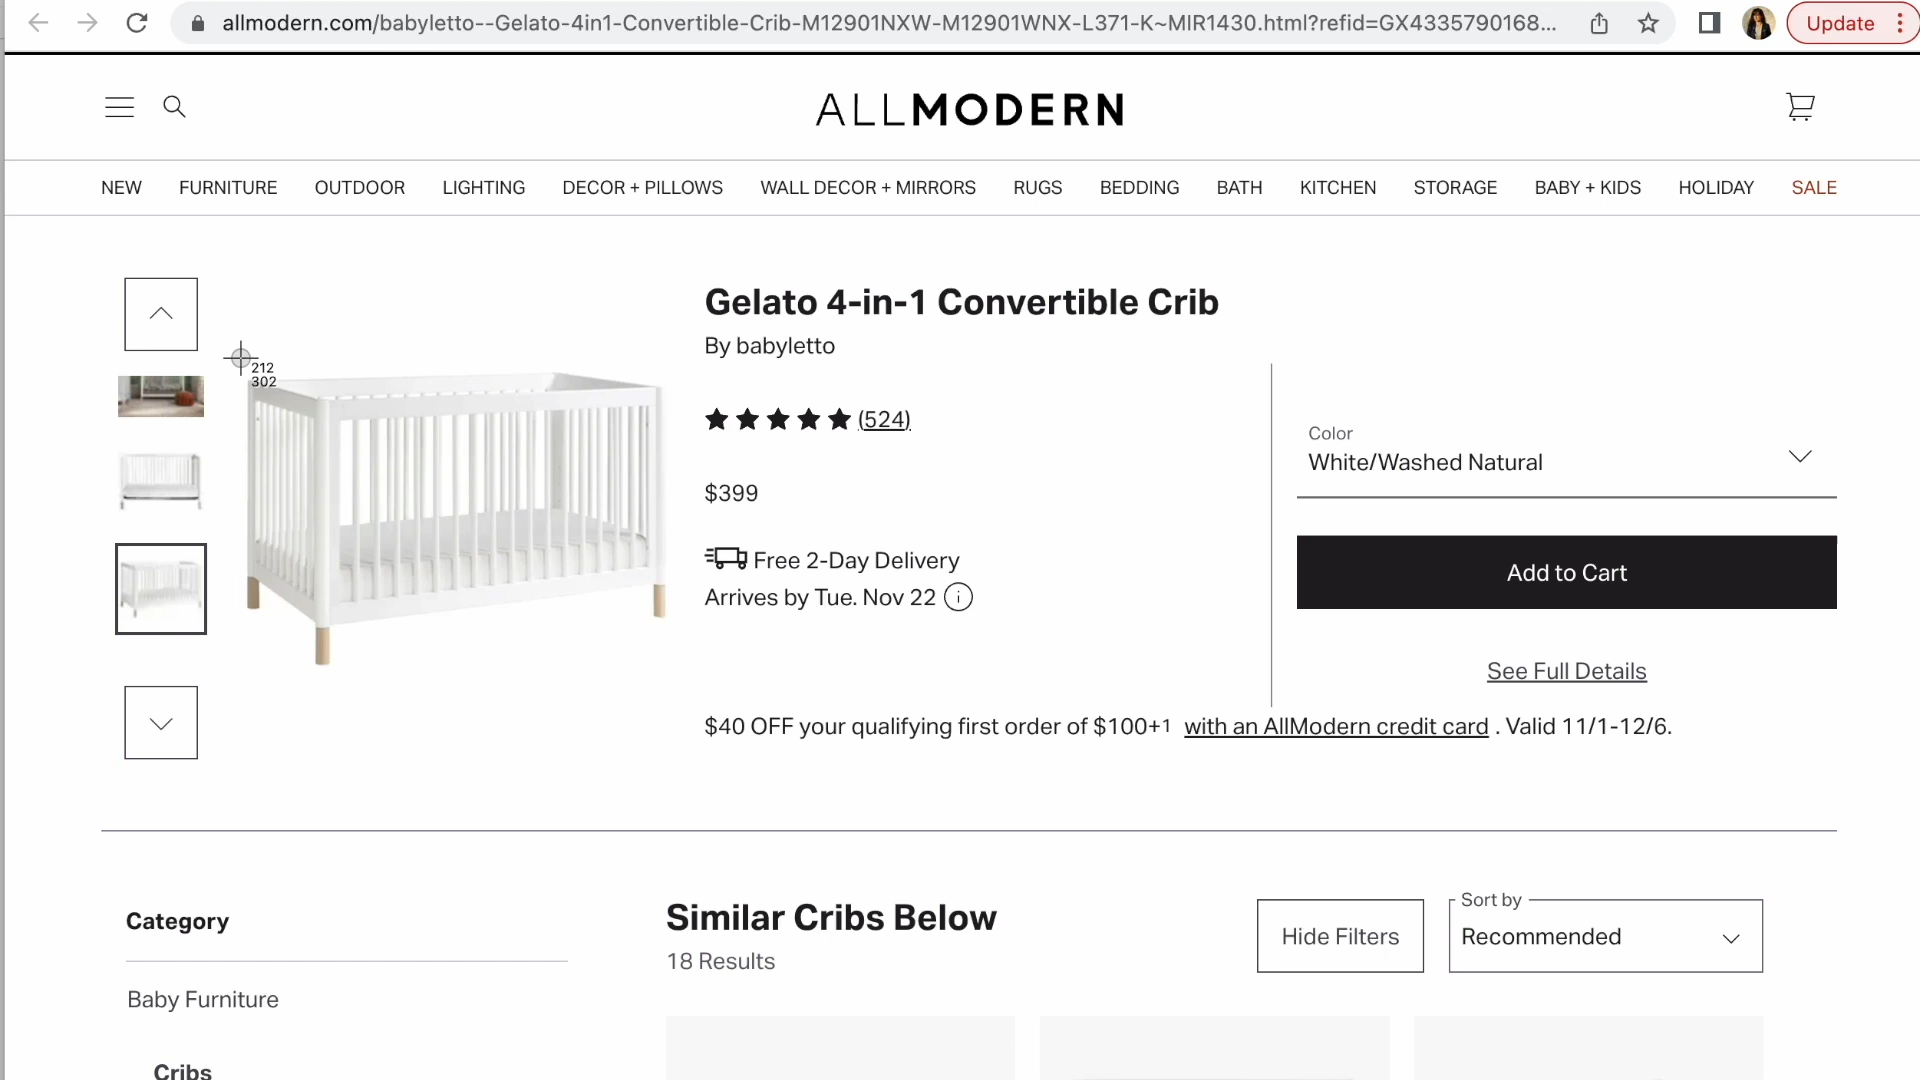 allmodern.com/babyletto--Gelato-4in1-Convertible-Crib-M12901NXW-M12901WNX-L371-K~MIR1430.html?refid=GX4335790168...
Update
ALLMODERN
NEW FURNITURE OUTDOOR LIGHTING DECOR + PILLOWS WALL DECOR + MIRRORS RUGS BEDDING BATH KITCHEN STORAGE BABY + KIDS HOLIDAY SALE
212
302
Gelato 4-in-1 Convertible Crib
By babyletto
(524)
$399
Free 2-Day Delivery
Arrives by Tue. Nov 22
Color
White/Washed Natural
Add to Cart
See Full Details
$40 OFF your qualifying first order of $100+1 with an AllModern credit card . Valid 11/1-12/6.
Category
Baby Furniture
Cribs
Similar Cribs Below
18 Results
Hide Filters
Sort by
Recommended